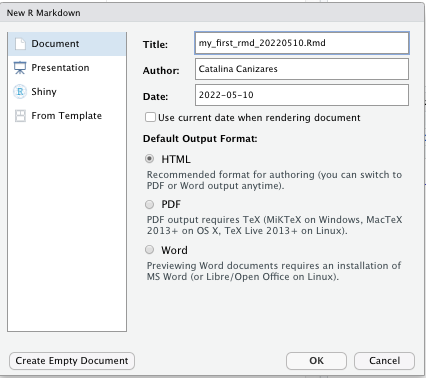 New R Markdown
Document
Presentation
Shiny
From Template
Title: my_first_rmd_20220510.Rmd
Author: Catalina Canizares
Date: 2022-05-10
Use current date when rendering document
Default Output Format:
HTML
Recommended format for authoring (you can switch to
PDF or Word output anytime).
PDF
PDF output requires TeX (MiKTeX on Windows, MacTeX
2013+ on OS X, TeX Live 2013+ on Linux).
Word
Previewing Word documents requires an installation of
MS Word (or Libre/Open Office on Linux).
Create Empty Document
OK
Cancel